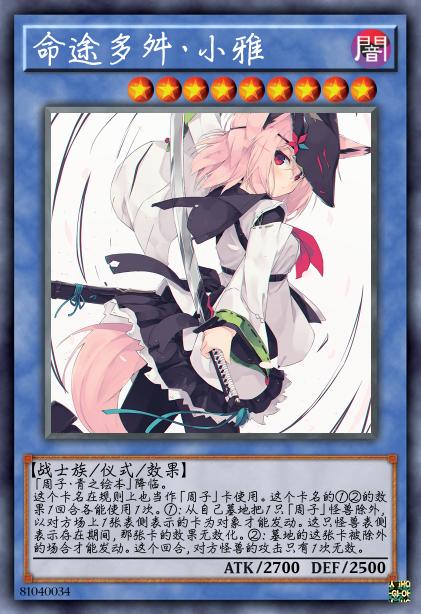 命途多舛·小雅
闇
【战士族/仪式/效果】
「周子·青之绘本」降临。
这个卡名在规则上也当作「周子」卡使用。这个卡名的①②的效
果1回合各能使用1次。①:从自己墓地把1只「周子」怪兽除外,
以对方场上1张表侧表示的卡为对象才能发动。这只怪兽表侧
表示存在期间,那张卡的效果无效化。②:墓地的这张卡被除外
的场合才能发动。这个回合,对方怪兽的攻击只有1次无效。
ATK/2700 DEF/2500
81040034